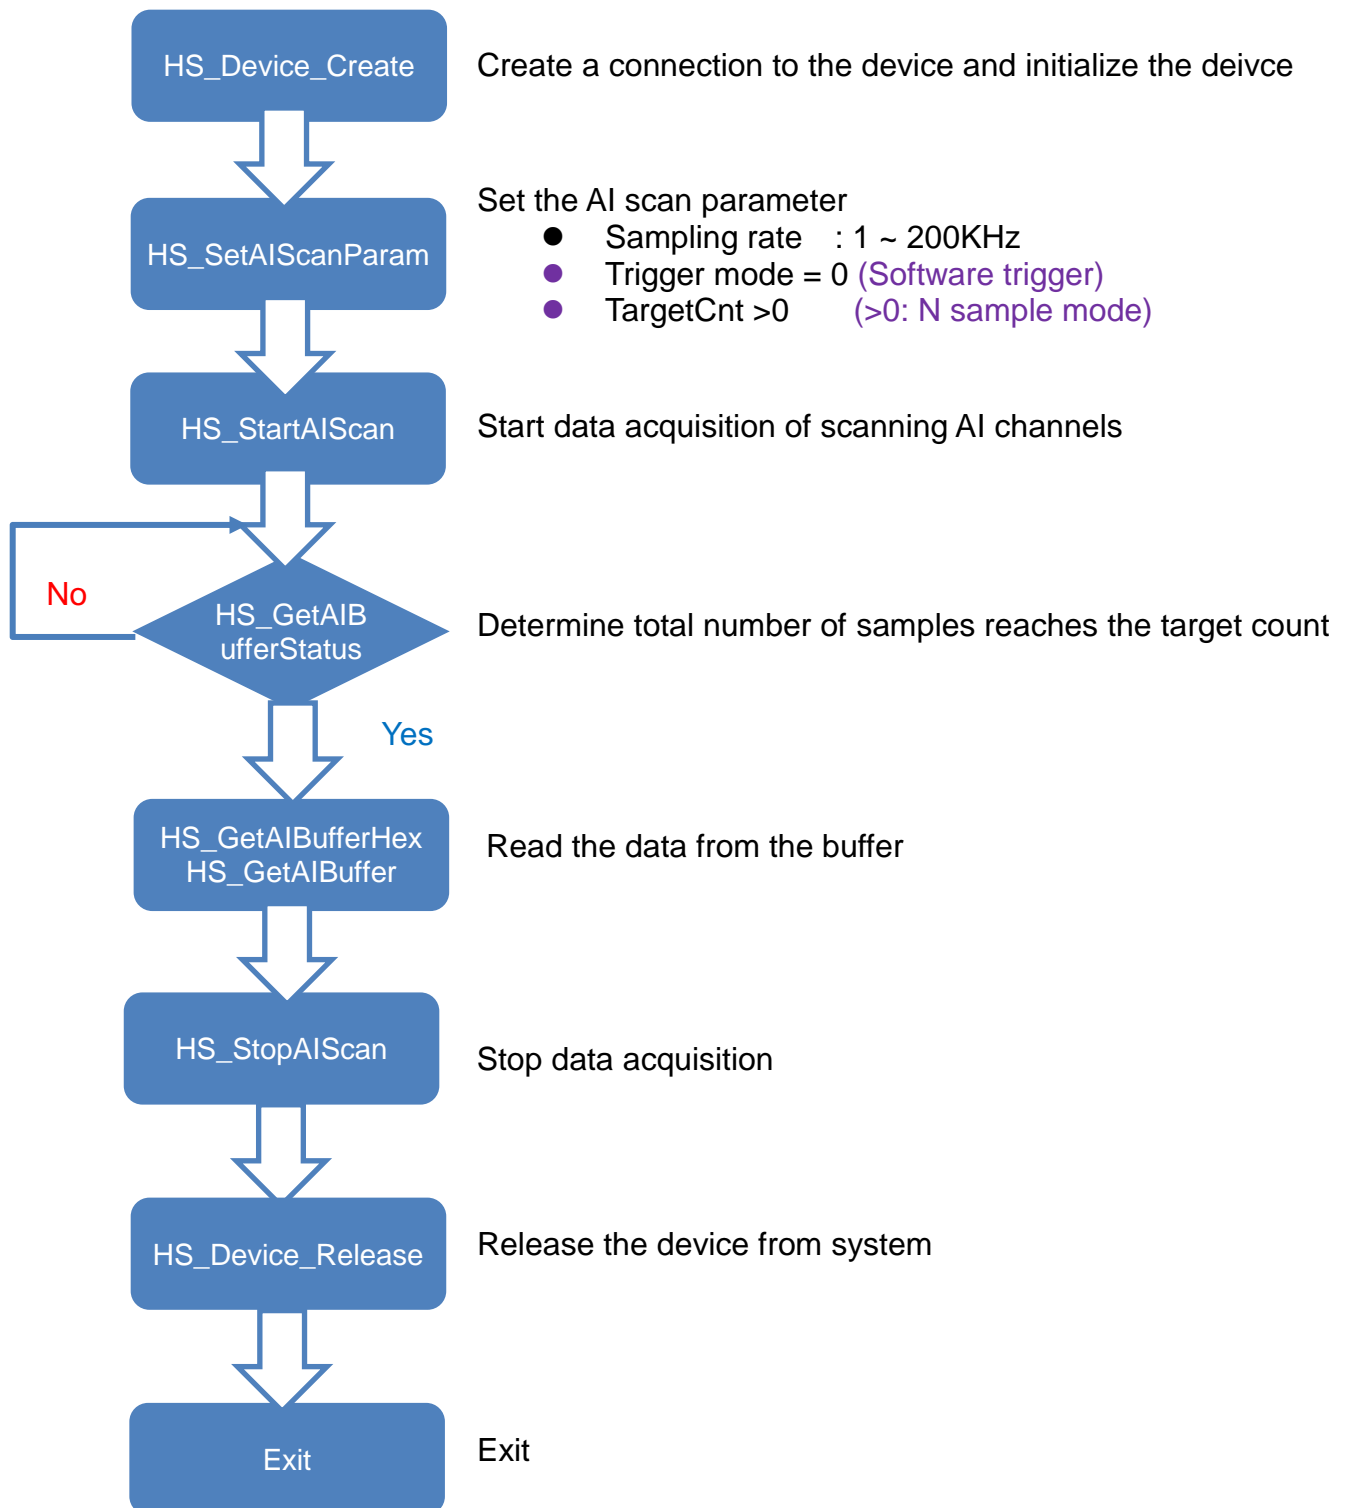 HS_Device_Create
Create a connection to the device and initialize the deivce
HS_SetAIScanParam
Set the AI scan parameter
● Sampling rate : 1 ~ 200KHz
● Trigger mode = 0 (Software trigger)
● TargetCnt >0 (>0: N sample mode)
HS_StartAIScan
Start data acquisition of scanning AI channels
No
HS_GetAIB
ufferStatus
Determine total number of samples reaches the target count
Yes
HS_GetAIBufferHex
HS_GetAIBuffer
Read the data from the buffer
HS_StopAIScan
Stop data acquisition
HS_Device_Release
Release the device from system
Exit
Exit